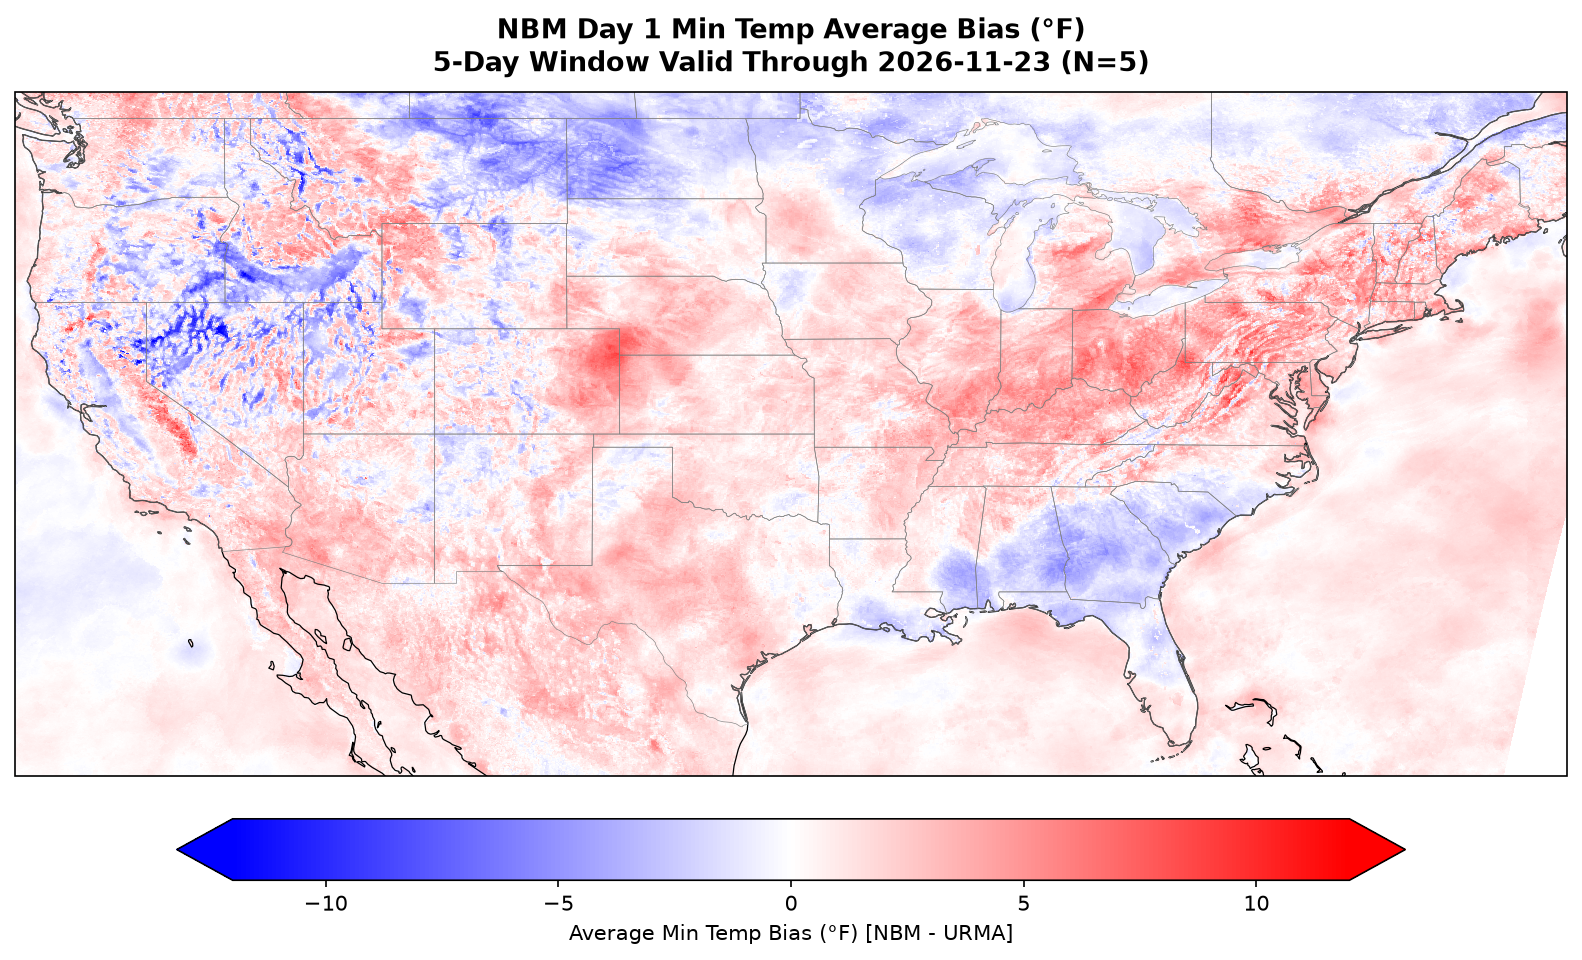 NBM Day 1 Min Temp Average Bias (°F)
5-Day Window Valid Through 2026-11-23 (N=5)
−10 −5 0 5 10
Average Min Temp Bias (°F) [NBM - URMA]